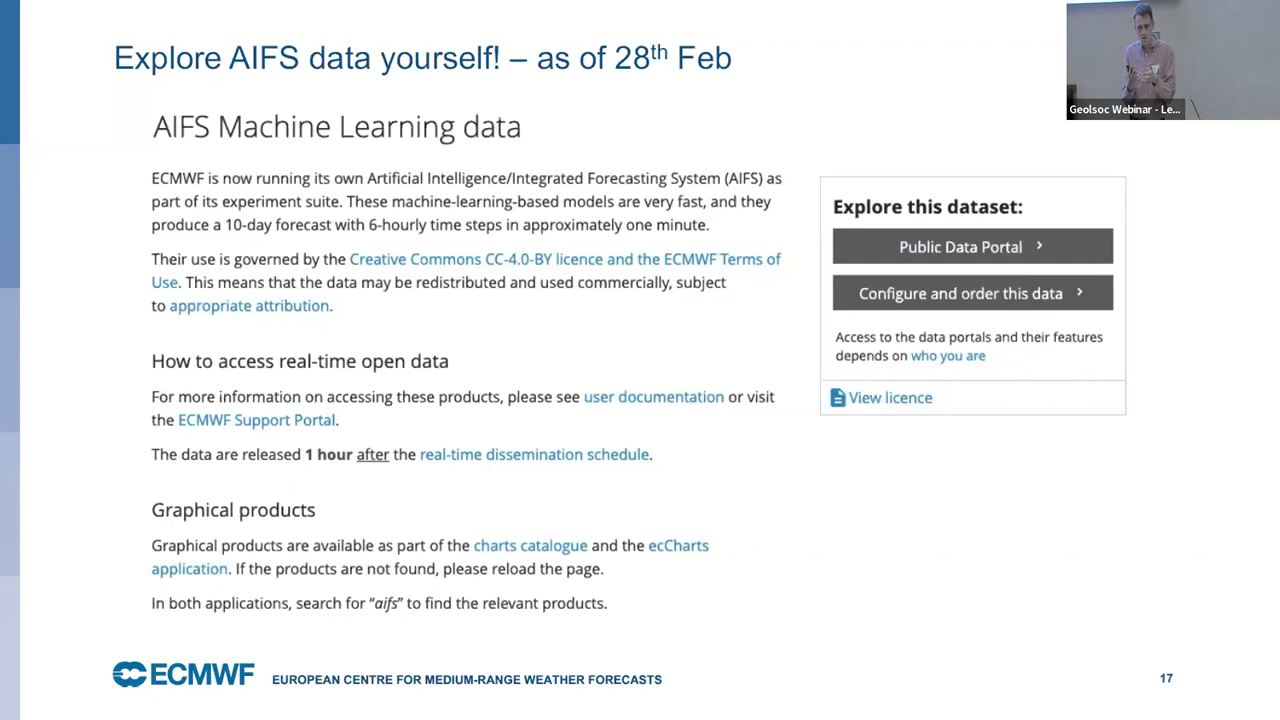 Explore AIFS data yourself! – as of 28th Feb
Geolsoc Webinar - Le...
AIFS Machine Learning data
ECMWF is now running its own Artificial Intelligence/Integrated Forecasting System (AIFS) as
part of its experiment suite. These machine-learning-based models are very fast, and they
produce a 10-day forecast with 6-hourly time steps in approximately one minute.
Their use is governed by the Creative Commons CC-4.0-BY licence and the ECMWF Terms of
Use. This means that the data may be redistributed and used commercially, subject
to appropriate attribution.
How to access real-time open data
For more information on accessing these products, please see user documentation or visit
the ECMWF Support Portal.
The data are released 1 hour after the real-time dissemination schedule.
Graphical products
Graphical products are available as part of the charts catalogue and the ecCharts
application. If the products are not found, please reload the page.
In both applications, search for “aifs” to find the relevant products.
Explore this dataset:
Public Data Portal >
Configure and order this data >
Access to the data portals and their features
depends on who you are
View licence
ECMWF EUROPEAN CENTRE FOR MEDIUM-RANGE WEATHER FORECASTS
17